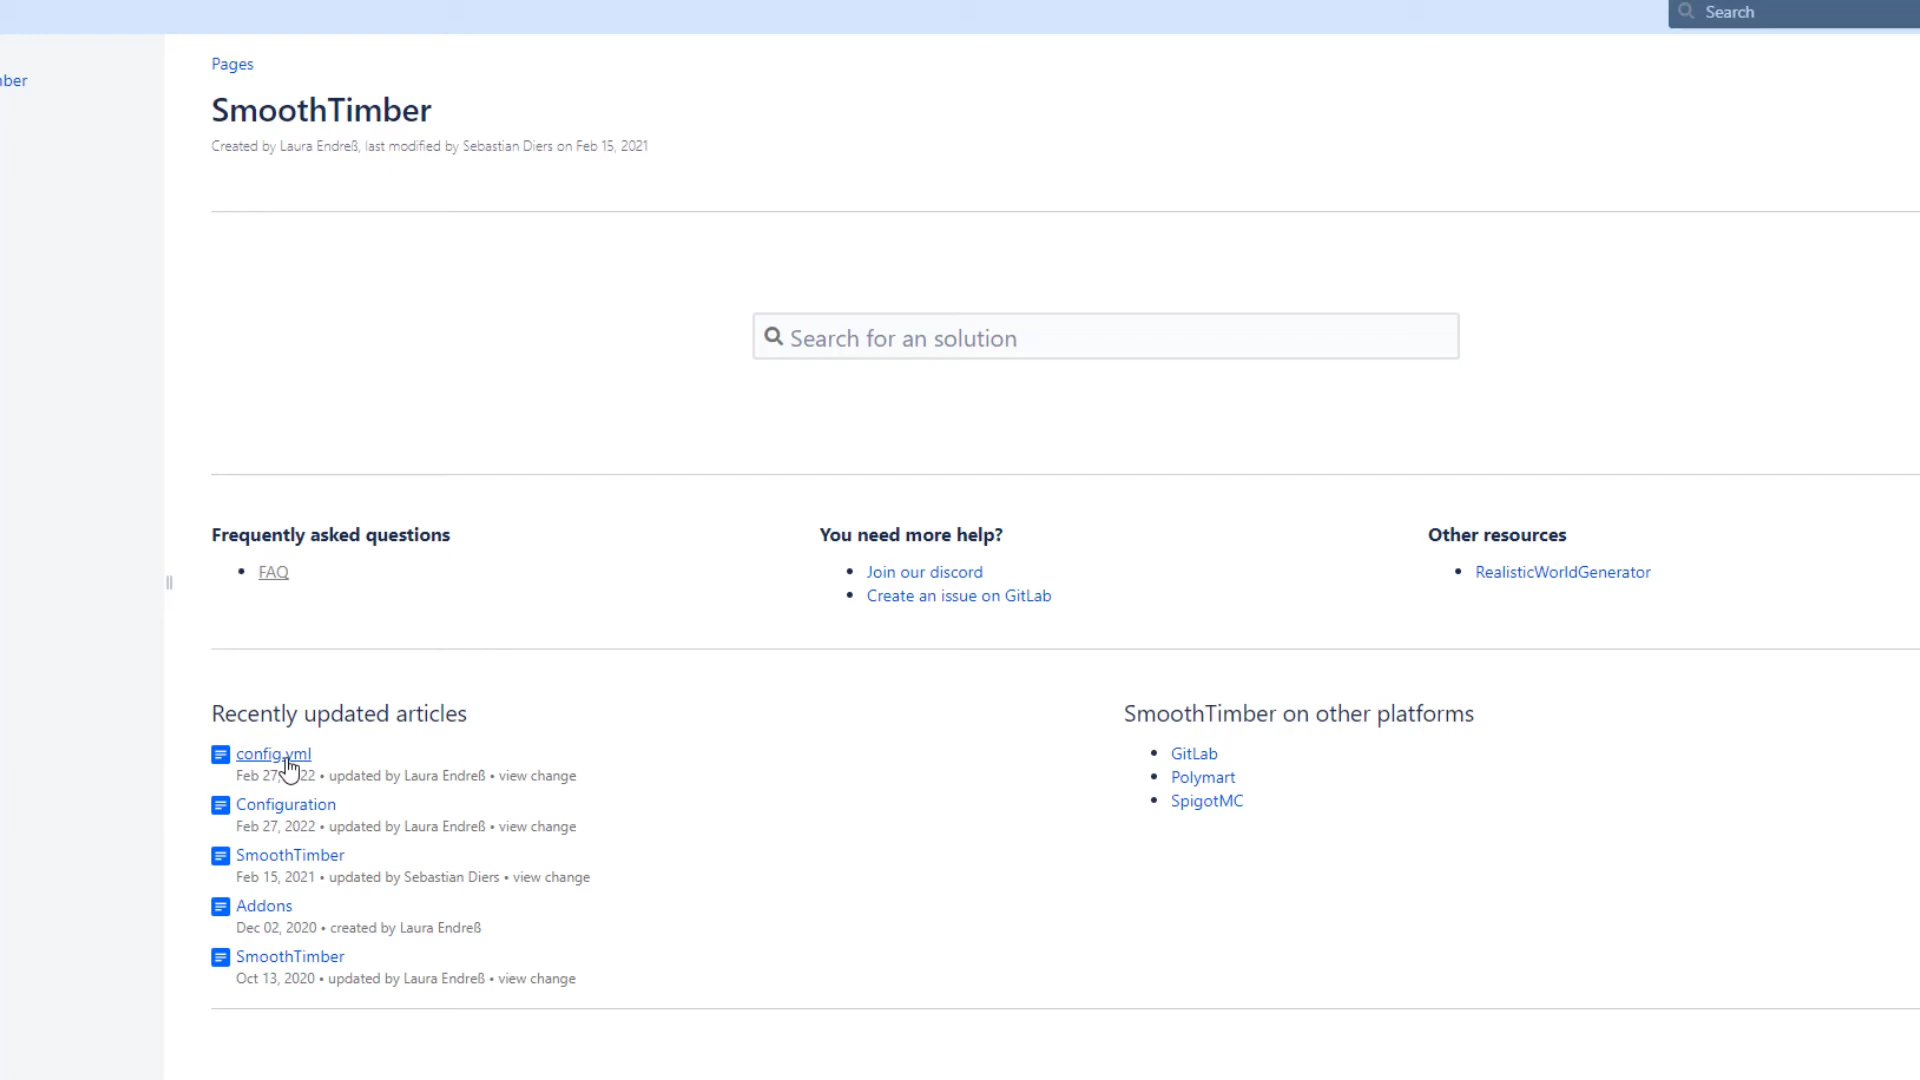 Search
Pages
SmoothTimber
Created by Laura Endreß, last modified by Sebastian Diers on Feb 15, 2021
Search for an solution
Frequently asked questions
FAQ
You need more help?
Join our discord
Create an issue on GitLab
Other resources
RealisticWorldGenerator
Recently updated articles
config.yml
Feb 27, 2022 • updated by Laura Endreß • view change
Configuration
Feb 27, 2022 • updated by Laura Endreß • view change
SmoothTimber
Feb 15, 2021 • updated by Sebastian Diers • view change
Addons
Dec 02, 2020 • created by Laura Endreß
SmoothTimber
Oct 13, 2020 • updated by Laura Endreß • view change
SmoothTimber on other platforms
GitLab
Polymart
SpigotMC